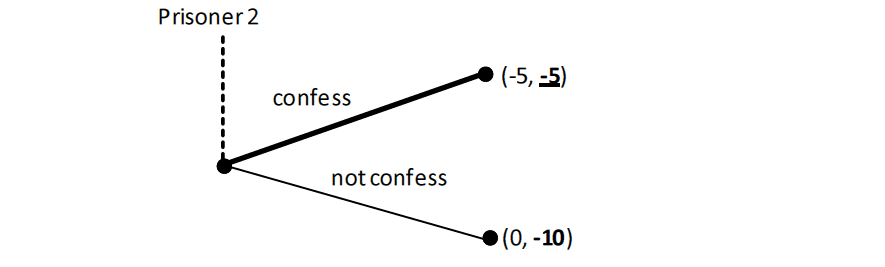 Prisoner 2
(-5, -5)
confess
not confess
(0, -10)